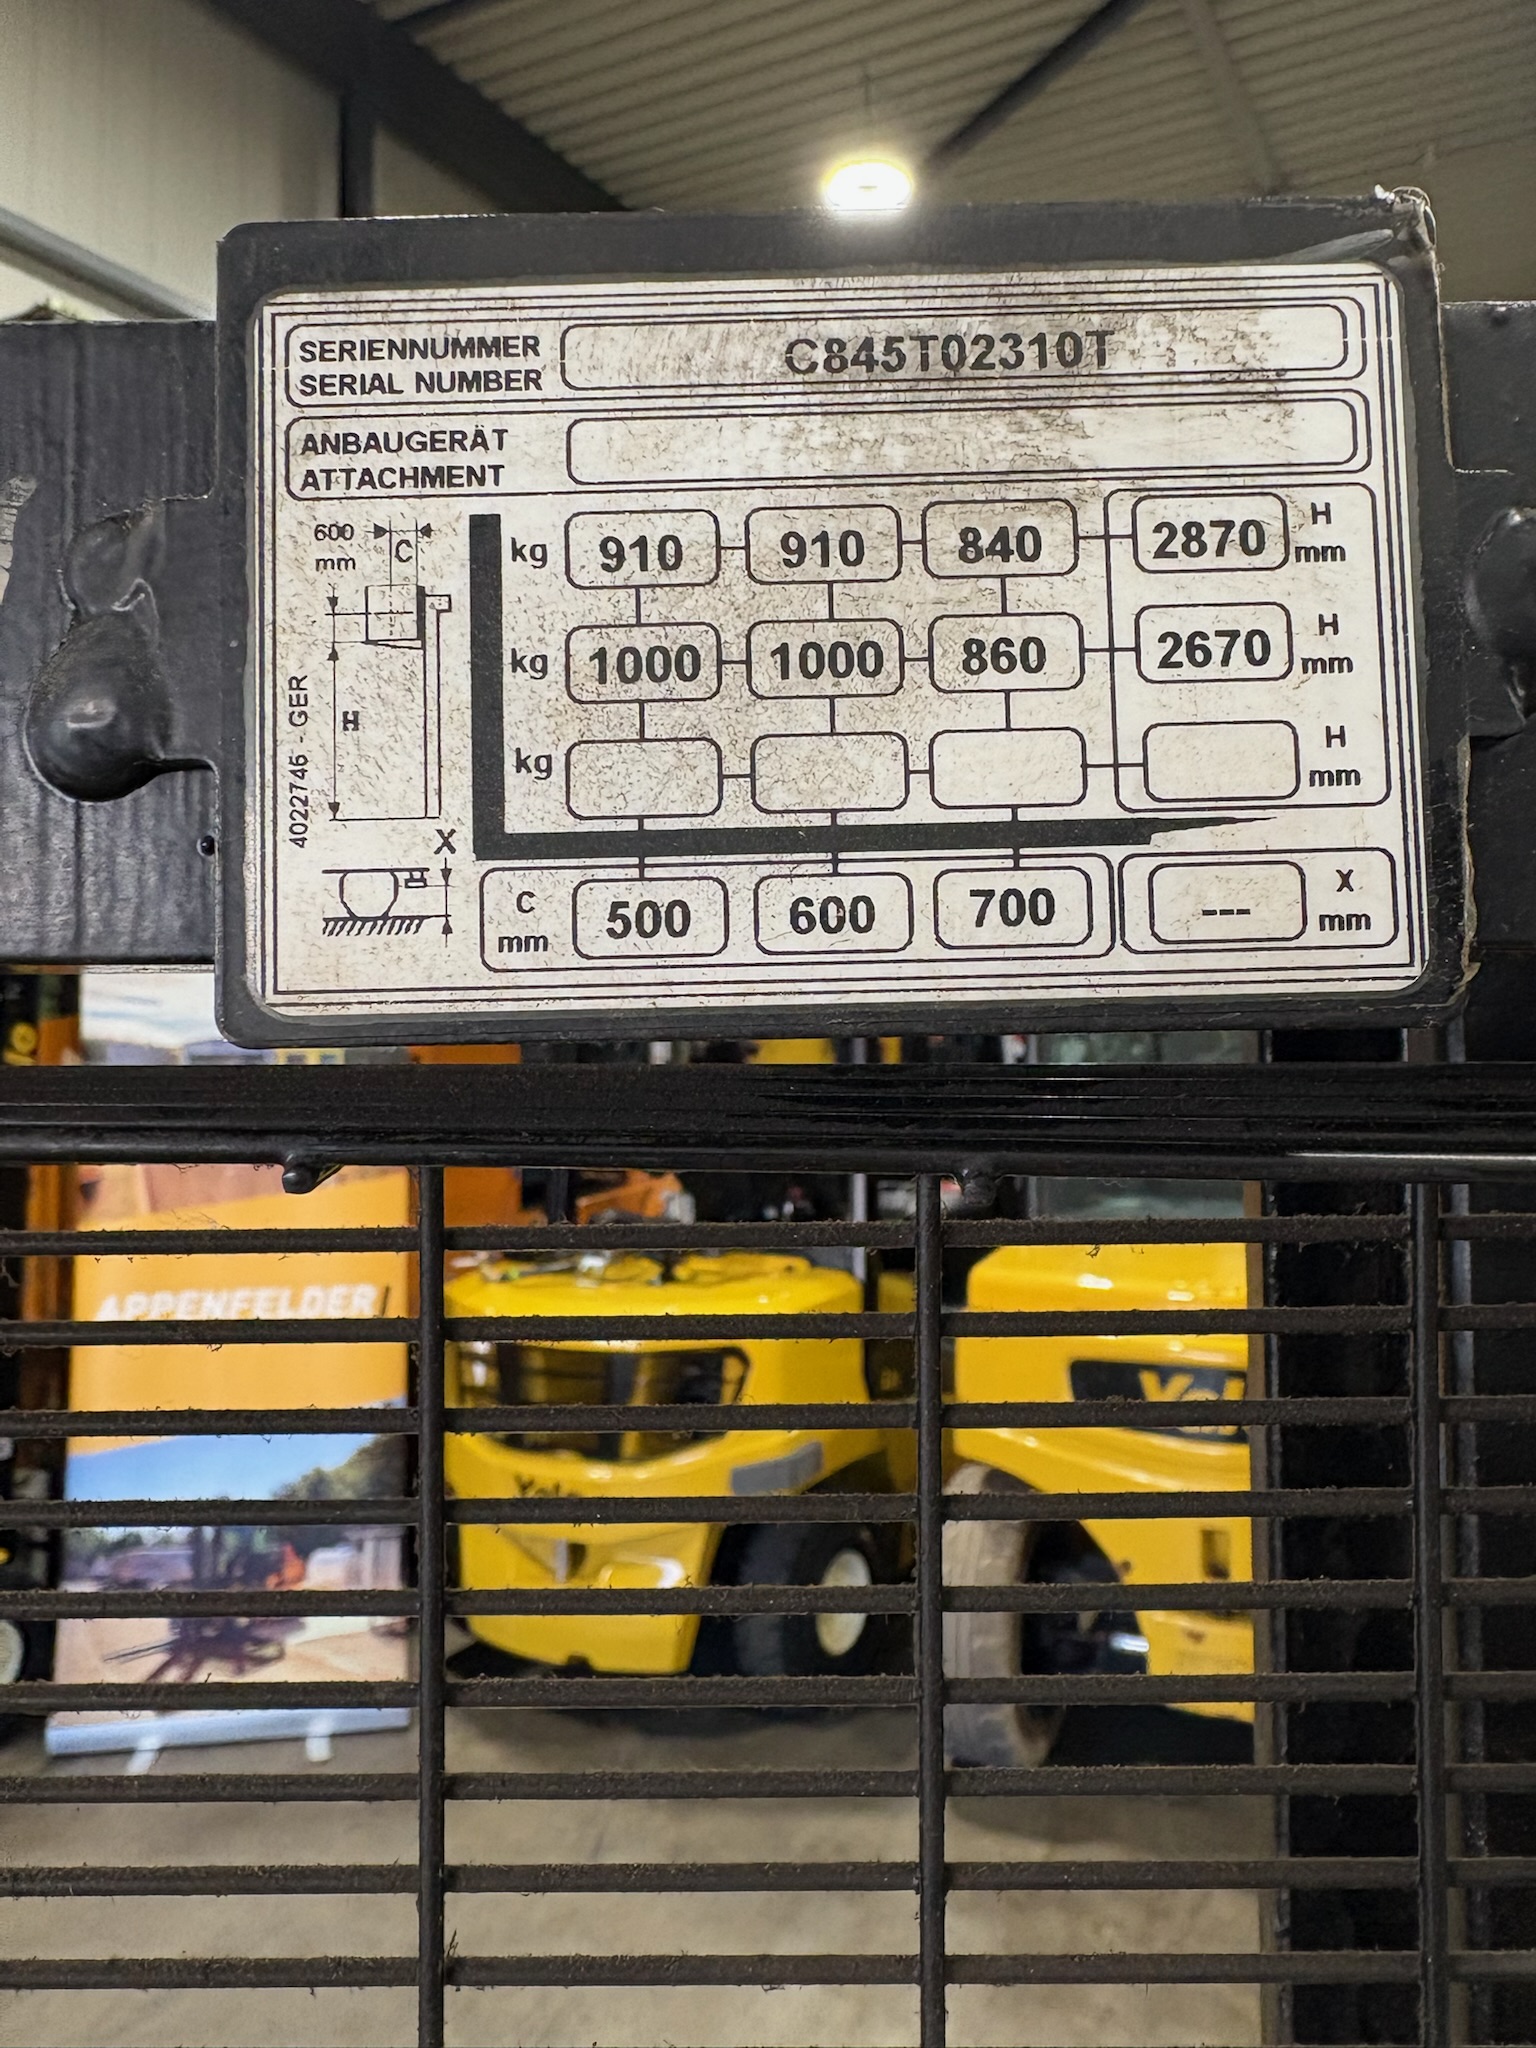 SERIENNUMMER
SERIAL NUMBER
C845T02310T
ANBAUGERÄT
ATTACHMENT
600
mm
C
H
X
4022746 - GER
kg 910 910 840 2870 H mm
kg 1000 1000 860 2670 H mm
kg H mm
C mm 500 600 700 --- X mm
APPENFELDER
Yale